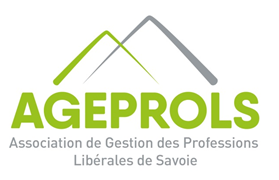 AGEPROLS
Association de Gestion des Professions
Libérales de Savoie